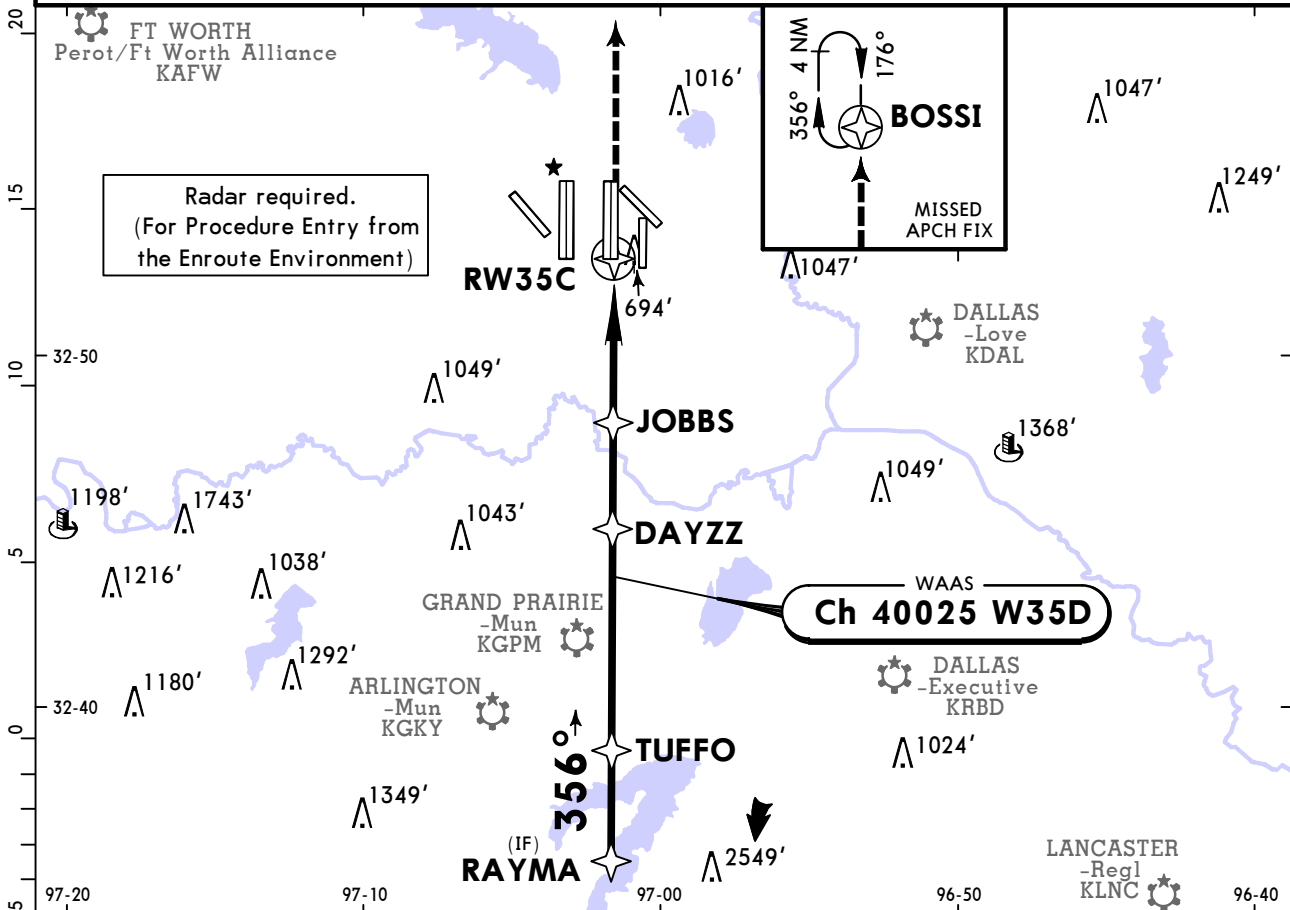 20
FT WORTH
Perot/Ft Worth Alliance
KAFW
1016'
4 NM
356°
176°
BOSSI
MISSED
APCH FIX
1047'
1249'
15
Radar required.
(For Procedure Entry from
the Enroute Environment)
RW35C
694'
1047'
DALLAS
-Love
KDAL
32-50
10
1049'
JOBBS
1368'
1049'
1198'
1743'
1043'
DAYZZ
5
1216'
1038'
WAAS
Ch 40025 W35D
GRAND PRAIRIE
-Mun
KGPM
1292'
1180'
ARLINGTON
-Mun
KGKY
DALLAS
-Executive
KRBD
32-40
0
356°
TUFFO
1024'
1349'
(IF)
RAYMA
2549'
LANCASTER
-Regl
KLNC
5
97-20
97-10
97-00
96-50
96-40